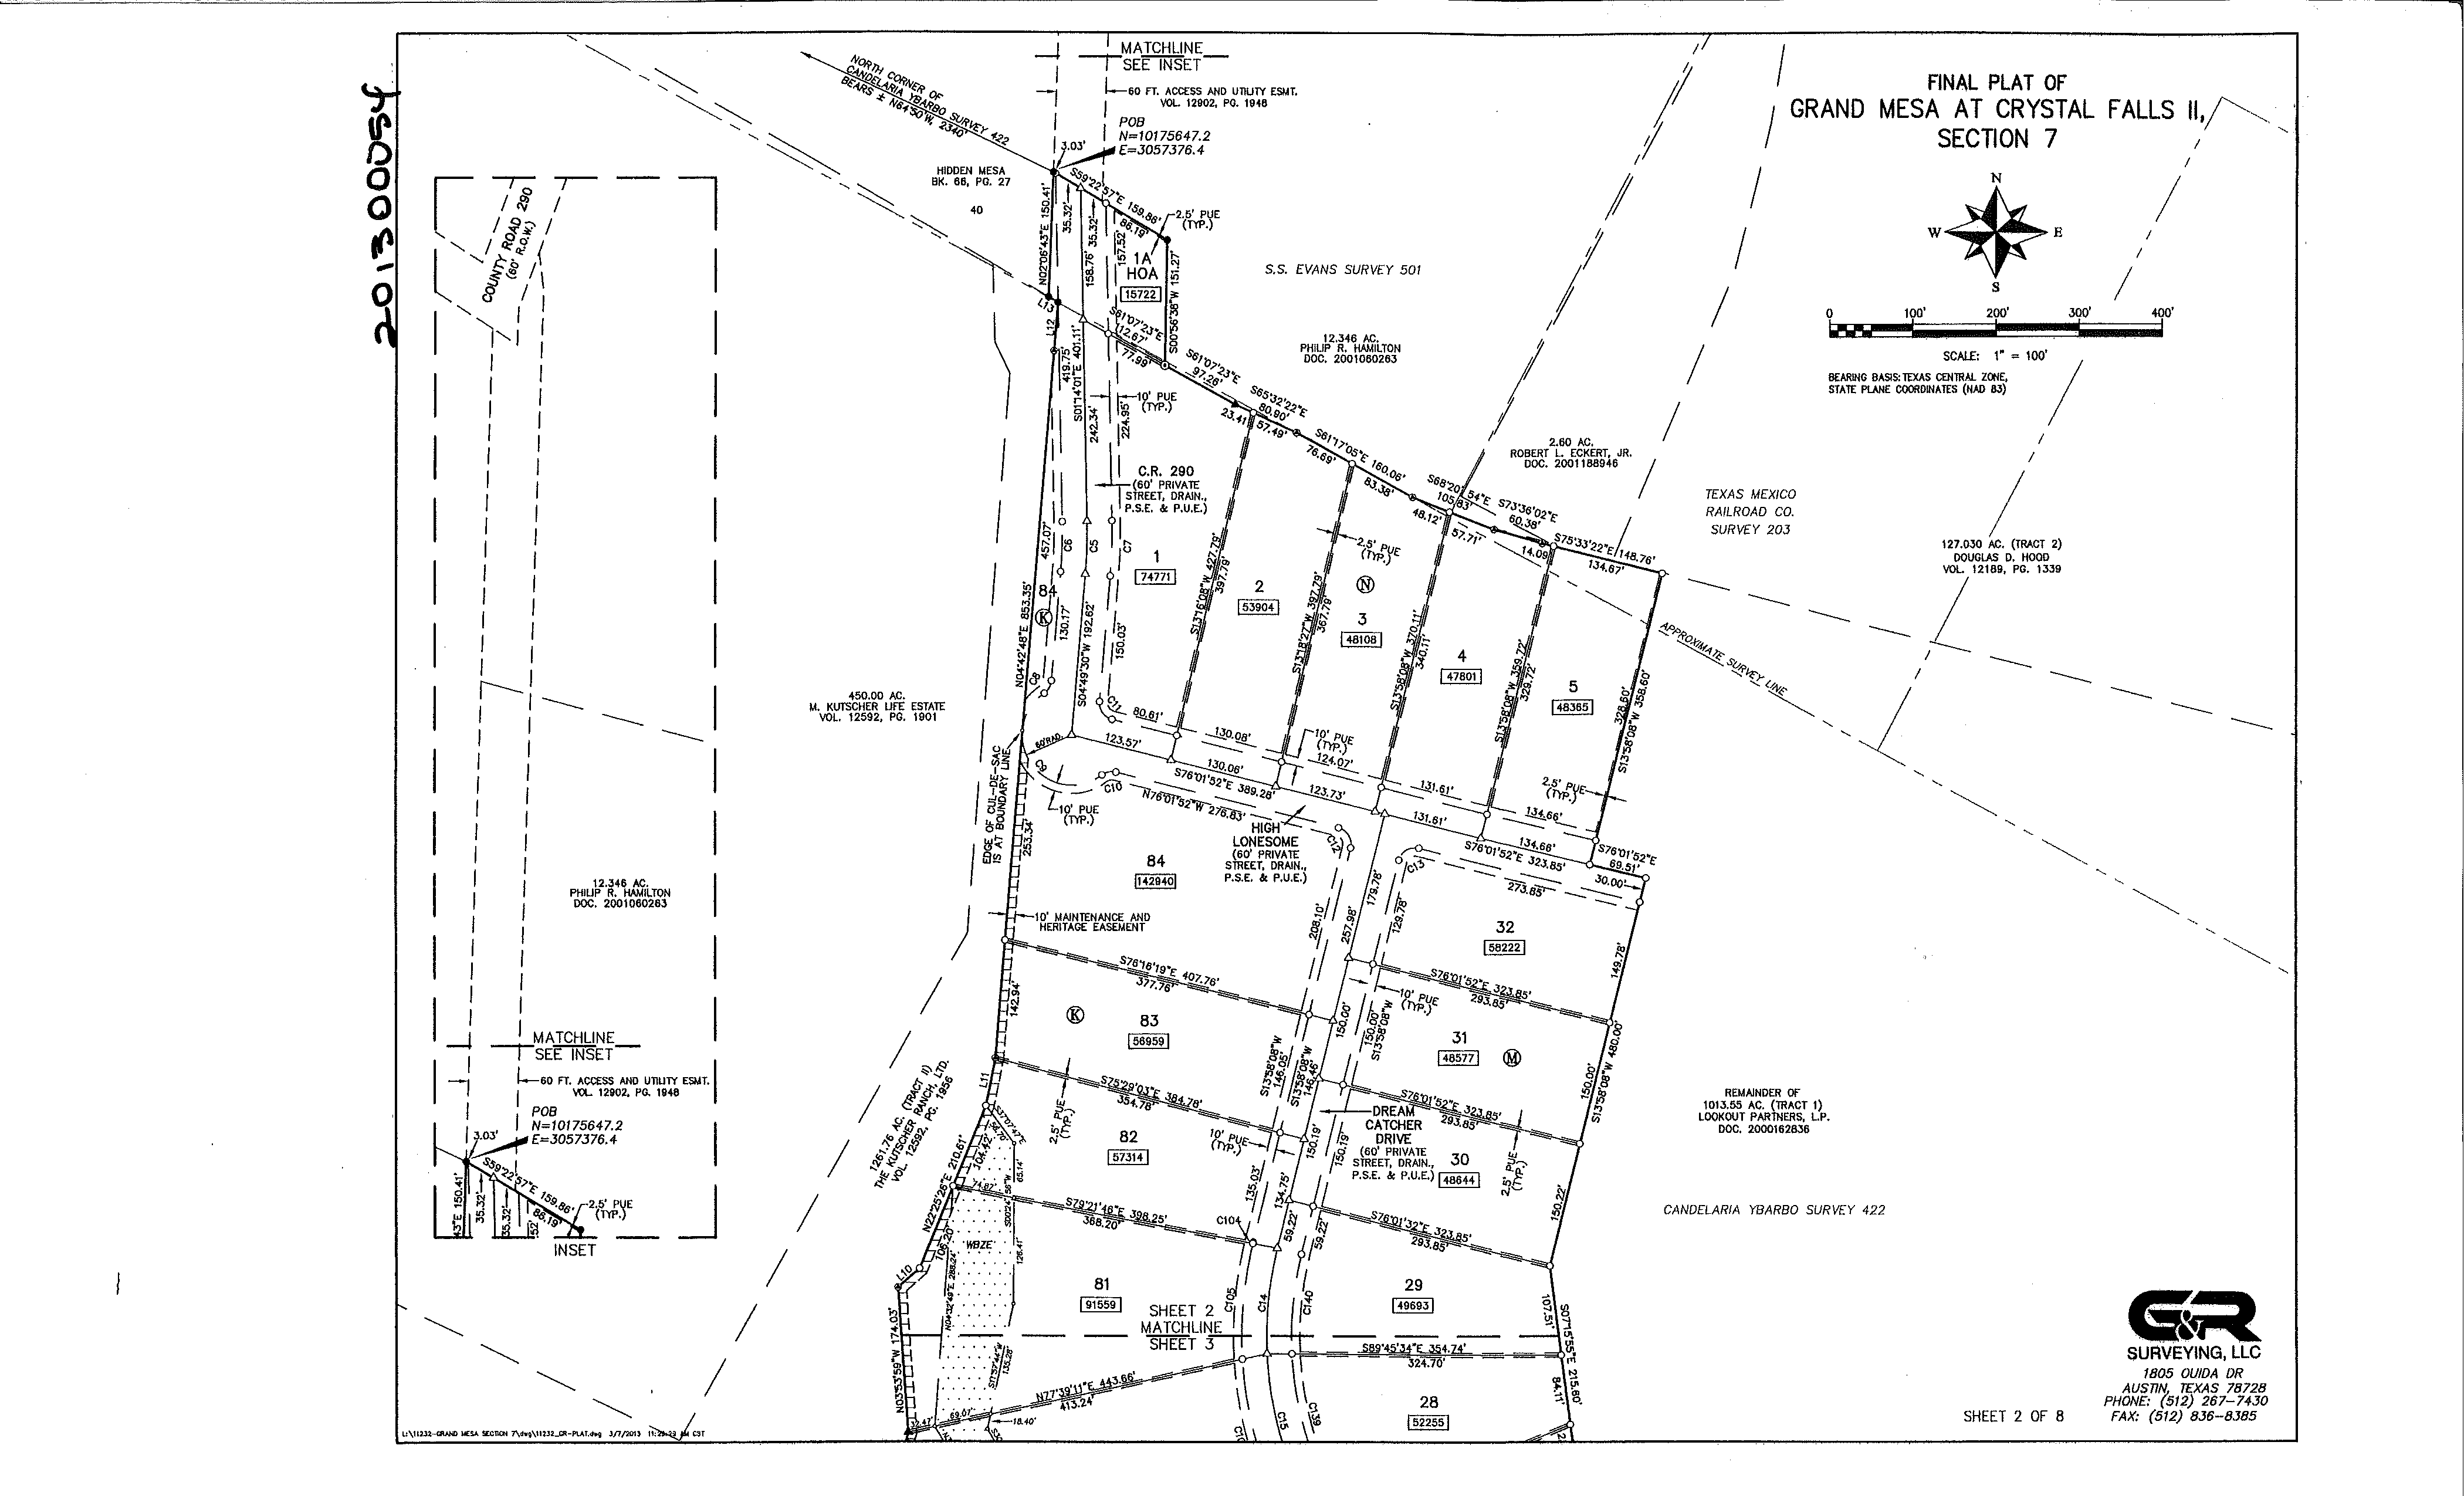 201300054
FINAL PLAT OF
GRAND MESA AT CRYSTAL FALLS II,
SECTION 7
N
W
E
S
0
100'
200'
300'
400'
SCALE: 1" = 100'
BEARING BASIS: TEXAS CENTRAL ZONE,
STATE PLANE COORDINATES (NAD 83)
MATCHLINE
SEE INSET
60 FT. ACCESS AND UTILITY ESMT.
VOL. 12902, PG. 1948
NORTH CORNER OF
CANDELARIA YBARBO SURVEY 422
BEARS ± N64°50'W, 2340'
POB
N=10175647.2
E=3057376.4
3.03'
HIDDEN MESA
BK. 66, PG. 27
40
S59°22'57"E 159.86'
86.19'
35.32'
35.32'
2.5' PUE
(TYP.)
N02°06'43"E 150.41'
158.76'
157.52'
1A
HOA
15722
S00°56'38"W 151.27'
L13
L12
S61°07'23"E
112.67'
77.99'
S61°07'23"E
97.26'
S65°32'22"E
80.90'
23.41'
57.49'
S61°17'05"E 160.06'
76.69'
83.38'
S68°20'54"E
105.83'
48.12'
57.71'
S73°36'02"E
60.38'
14.09
S75°33'22"E 148.76'
134.67'
S.S. EVANS SURVEY 501
12.346 AC.
PHILIP R. HAMILTON
DOC. 2001060263
2.60 AC.
ROBERT L. ECKERT, JR.
DOC. 2001188946
TEXAS MEXICO
RAILROAD CO.
SURVEY 203
127.030 AC. (TRACT 2)
DOUGLAS D. HOOD
VOL. 12189, PG. 1339
APPROXIMATE SURVEY LINE
419.75'
S01°14'01"E 401.11'
242.34'
224.95'
10' PUE
(TYP.)
C.R. 290
(60' PRIVATE
STREET, DRAIN.,
P.S.E. & P.U.E.)
457.07'
C6
C5
C7
84
K
130.17'
N04°42'48"E 853.35'
S04°49'30"W 192.62'
150.03'
C8
C11
1
74771
S13°16'08"W 427.79'
397.79'
2
53904
S13°18'27"W 397.79'
367.79'
2.5' PUE
(TYP.)
N
3
48108
S13°58'08"W 370.11'
340.11'
4
47801
S13°58'08"W 359.72'
329.72'
5
48365
328.60'
S13°58'08"W 358.60'
2.5' PUE
(TYP.)
80.61'
130.08'
10' PUE
(TYP.)
124.07'
131.61'
134.66'
60' RAD.
123.57'
130.06'
S76°01'52"E 389.28'
123.73'
131.61'
134.66'
S76°01'52"E 323.85'
S76°01'52"E
69.51'
30.00'
273.85'
450.00 AC.
M. KUTSCHER LIFE ESTATE
VOL. 12592, PG. 1901
EDGE OF CUL-DE-SAC
IS AT BOUNDARY LINE
C9
C10
10' PUE
(TYP.)
N76°01'52"W 276.83'
C12
C13
HIGH
LONESOME
(60' PRIVATE
STREET, DRAIN.,
P.S.E. & P.U.E.)
253.34'
84
142940
10' MAINTENANCE AND
HERITAGE EASEMENT
208.10'
257.98'
179.78'
129.78'
32
58222
149.78'
S76°16'19"E 407.76'
377.76'
S76°01'52"E 323.85'
293.85'
10' PUE
(TYP.)
142.94'
K
83
56959
150.00'
150.00'
S13°58'08"W
31
48577
M
150.00'
S13°58'08"W 480.00'
S13°58'08"W
146.05'
S13°58'08"W
146.46'
L11
S75°29'03"E 384.78'
354.78'
S76°01'52"E 323.85'
293.85'
2.5' PUE
(TYP.)
1261.76 AC. (TRACT II)
THE KUTSCHER RANCH, LTD.
VOL. 12592, PG. 1956
82
57314
10' PUE
(TYP.)
DREAM
CATCHER
DRIVE
(60' PRIVATE
STREET, DRAIN.,
P.S.E. & P.U.E.)
150.19'
150.19'
30
48644
2.5' PUE
(TYP.)
150.22'
N22°25'26"E 210.61'
104.42'
106.20'
S37°07'47"E
65.14'
74.87'
135.03'
134.75'
S79°21'46"E 398.25'
368.20'
C104
59.22'
59.22'
S76°01'32"E 323.85'
293.85'
REMAINDER OF
1013.55 AC. (TRACT 1)
LOOKOUT PARTNERS, L.P.
DOC. 2000162836
CANDELARIA YBARBO SURVEY 422
WBZE
126.41'
L10
81
91559
C105
C14
C140
29
49693
107.51'
S07°15'55"E 215.60'
84.11'
SHEET 2
MATCHLINE
SHEET 3
N03°53'59"W 174.03'
135.28'
S89°45'34"E 354.74'
324.70'
N77°39'11"E 443.66'
413.24'
32.47'
69.07'
18.40'
C15
C139
28
52255
COUNTY ROAD 290
(60' R.O.W.)
12.346 AC.
PHILIP R. HAMILTON
DOC. 2001060263
MATCHLINE
SEE INSET
60 FT. ACCESS AND UTILITY ESMT.
VOL. 12902, PG. 1948
POB
N=10175647.2
E=3057376.4
3.03'
S59°22'57"E 159.86'
86.19'
2.5' PUE
(TYP.)
43"E 150.41'
35.32'
35.32'
.52'
INSET
G&R
SURVEYING, LLC
1805 OUIDA DR
AUSTIN, TEXAS 78728
PHONE: (512) 267-7430
FAX: (512) 836-8385
SHEET 2 OF 8
L:\11232-GRAND MESA SECTION 7\dwg\11232_GR-PLAT.dwg 3/7/2013